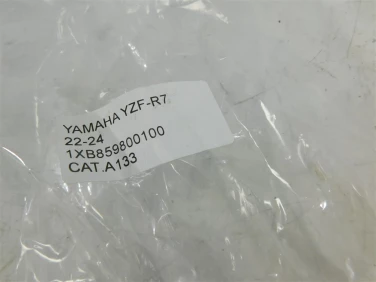 YAMAHA YZF-R7
22-24
1XB859800100
CAT.A133